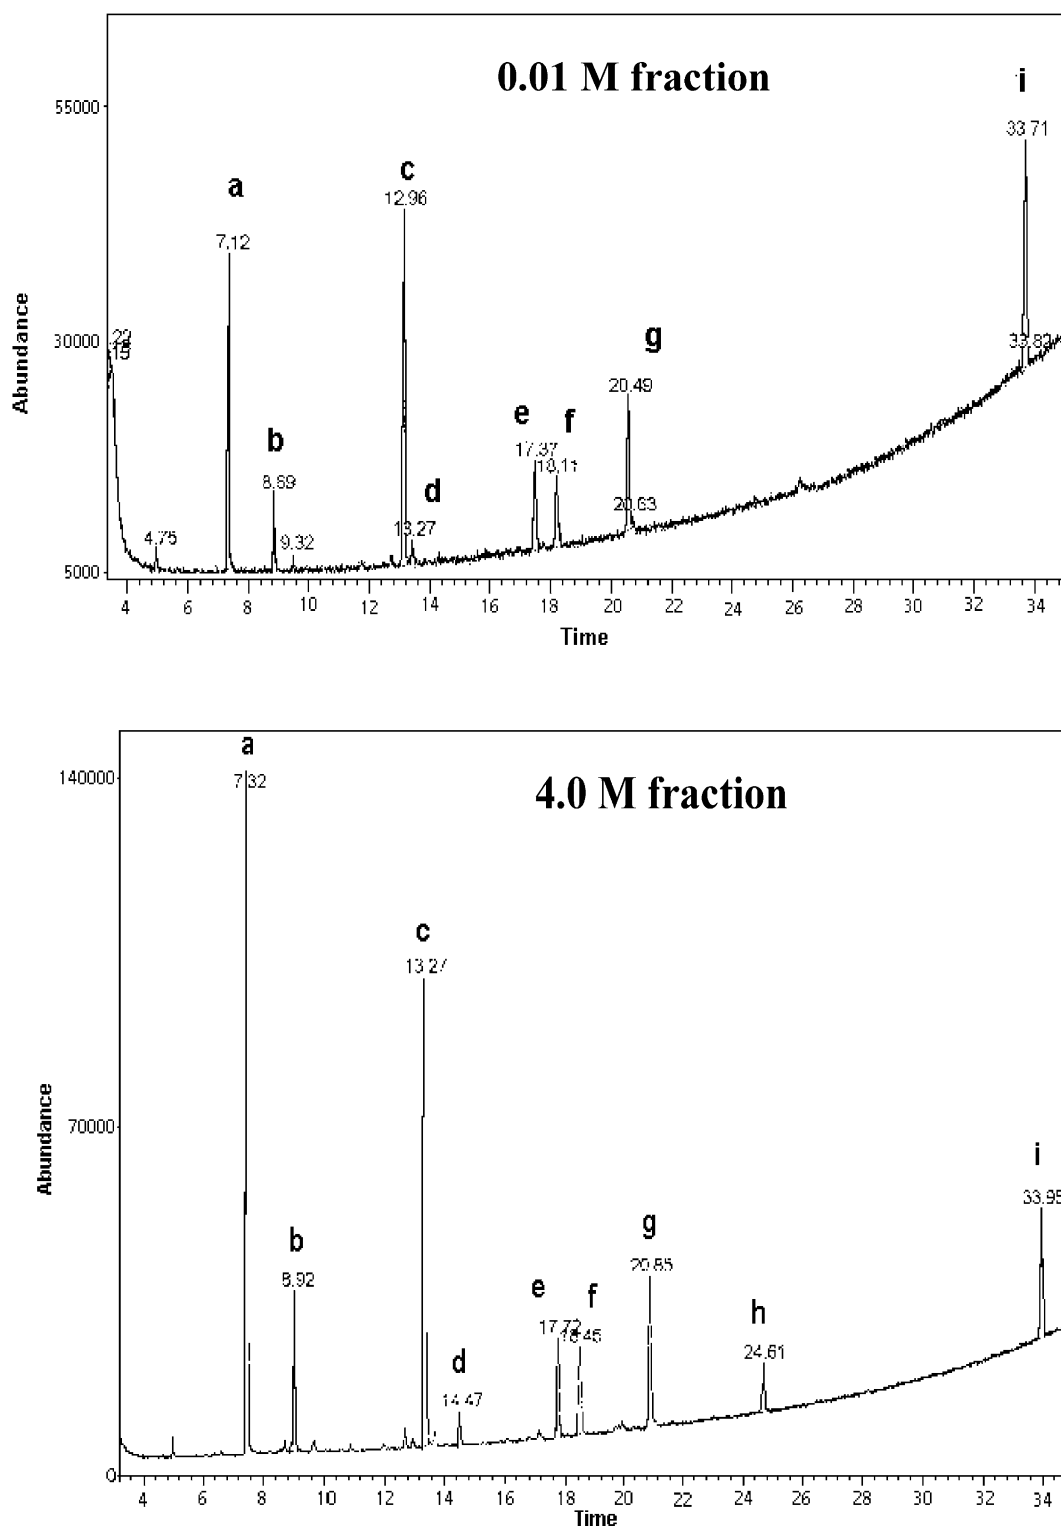 0.01 M fraction
i
55000
33.71
c
a
12.96
7.12
30000
33.82
g
20.49
e
f
b
17.37
18.11
8.69
d
20.63
13.27
9.32
4.75
5000
4 6 8 10 12 14 16 18 20 22 24 26 28 30 32 34
Time
Abundance
a
140000
7.32
4.0 M fraction
c
13.27
70000
i
33.95
g
b
20.85
8.92
e
f
h
17.72
18.45
24.61
d
14.47
0
4 6 8 10 12 14 16 18 20 22 24 26 28 30 32 34
Time
Abundance